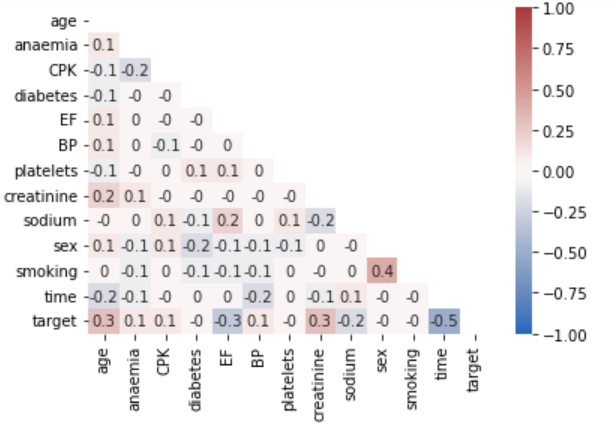 age
anaemia 0.1
CPK -0.1 -0.2
diabetes -0.1 -0 -0
EF 0.1 0 -0 -0
BP 0.1 0 -0.1 -0 0
platelets -0.1 -0 0 0.1 0.1 0
creatinine 0.2 0.1 -0 -0 -0 -0 -0
sodium -0 0 0.1 -0.1 0.2 0 0.1 -0.2
sex 0.1 -0.1 0.1 -0.2 -0.1 -0.1 -0.1 0 -0
smoking 0 -0.1 0 -0.1 -0.1 -0.1 0 -0 0 0.4
time -0.2 -0.1 -0 0 0 -0.2 0 -0.1 0.1 -0 -0
target 0.3 0.1 0.1 -0 -0.3 0.1 -0 0.3 -0.2 -0 -0 -0.5
age anaemia CPK diabetes EF BP platelets creatinine sodium sex smoking time target
1.00
0.75
0.50
0.25
0.00
-0.25
-0.50
-0.75
-1.00